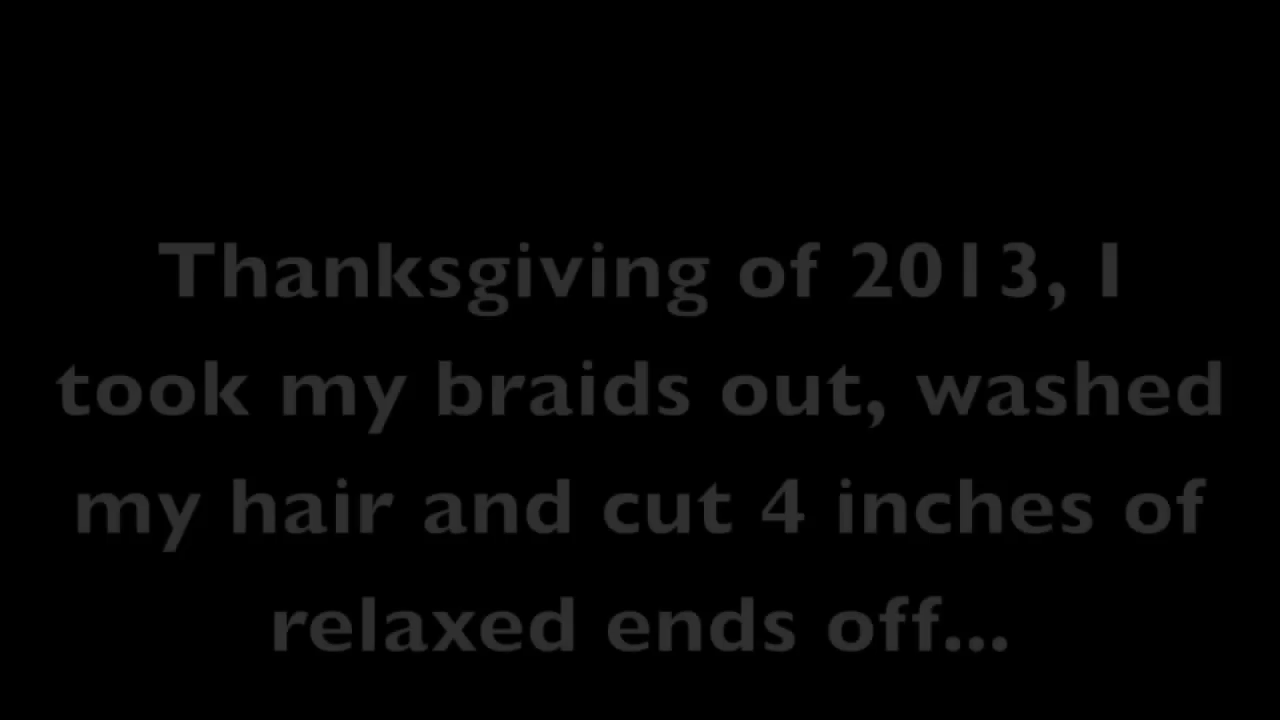 Thanksgiving of 2013, I
took my braids out, washed
my hair and cut 4 inches of
relaxed ends off...